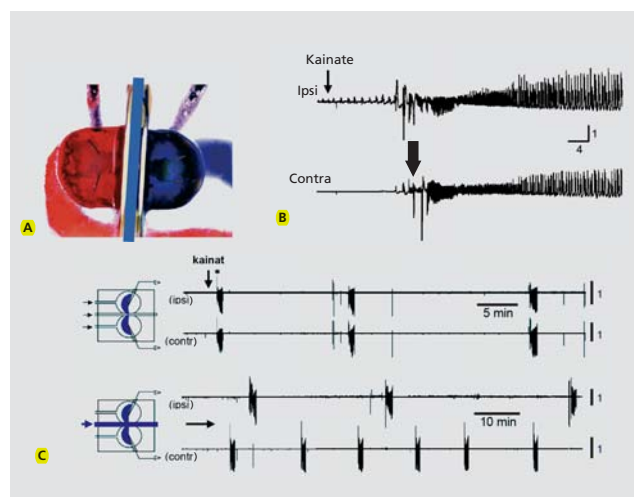 Kainate
Ipsi
1
4
Contra
A
B
kainat
*
(ipsi)
1
5 min
(contr)
1
(ipsi)
1
10 min
C
(contr)
1